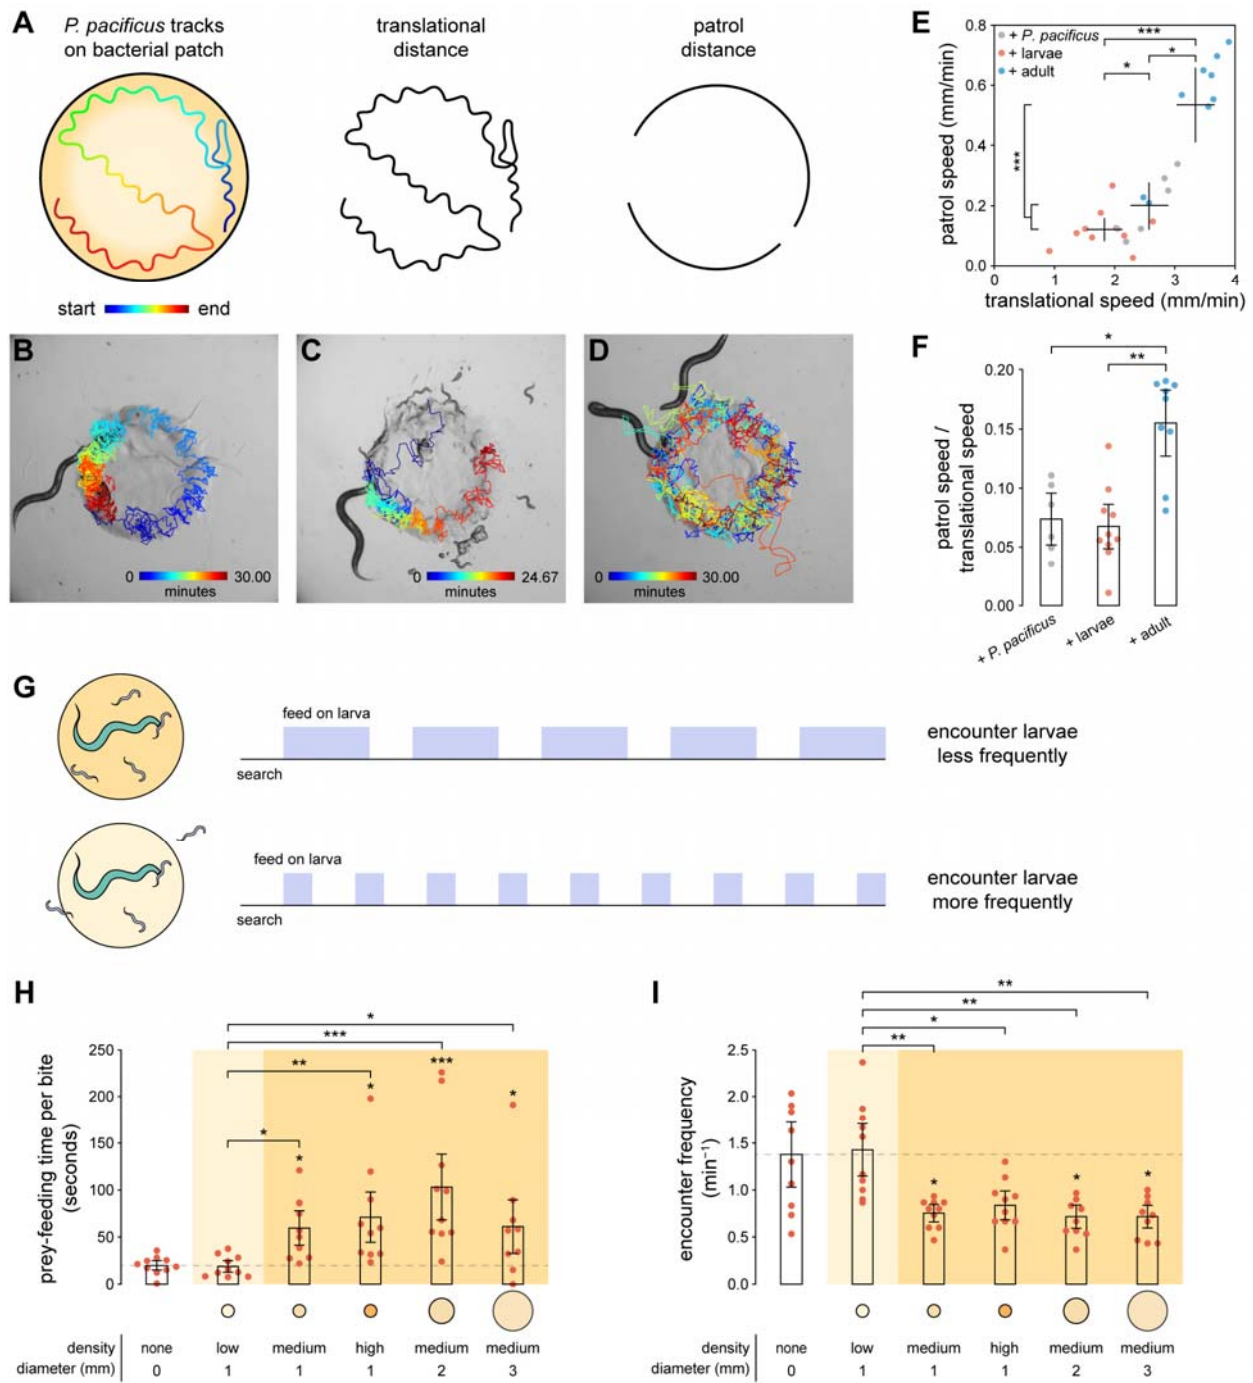 A
P. pacificus tracks
on bacterial patch
translational
distance
patrol
distance
start
end
E
patrol speed (mm/min)
0.8
0.6
0.4
0.2
0.0
+ P. pacificus
+ larvae
+ adult
***
*
*
***
0
1
2
3
4
translational speed (mm/min)
B
0
30.00
minutes
C
0
24.67
minutes
D
0
30.00
minutes
F
patrol speed /
translational speed
0.20
0.15
0.10
0.05
0.00
*
**
+ P. pacificus
+ larvae
+ adult
G
feed on larva
search
encounter larvae
less frequently
feed on larva
search
encounter larvae
more frequently
H
prey-feeding time per bite
(seconds)
250
200
150
100
50
0
*
***
**
*
*
*
***
*
density none low medium high medium medium
diameter (mm) 0 1 1 1 2 3
I
encounter frequency
(min⁻¹)
2.5
2.0
1.5
1.0
0.5
0.0
**
**
*
**
*
*
*
density none low medium high medium medium
diameter (mm) 0 1 1 1 2 3